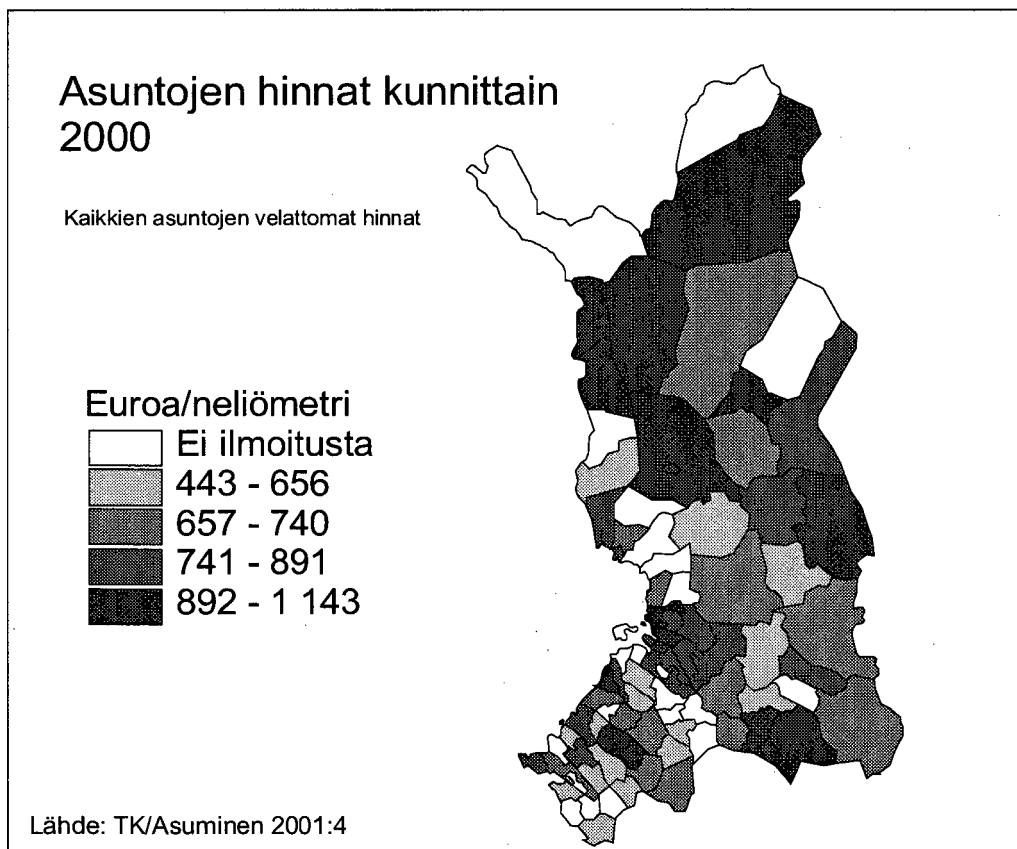 Asuntojen hinnat kunnittain
2000
Kaikkien asuntojen velattomat hinnat
Euroa/neliömetri
Ei ilmoitusta
443 - 656
657 - 740
741 - 891
892 - 1 143
Lähde: TK/Asuminen 2001:4